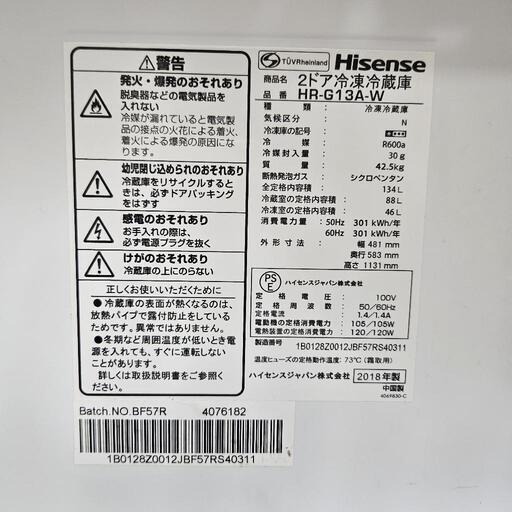 警告
発火・爆発のおそれあり
脱臭器などの電気製品を
入れない
冷媒が漏れていると電気製
品の接点の火花による着火、
着火・爆発の原因になります。
幼児閉じ込められのおそれあり
冷蔵庫をリサイクルするとき
は、必ずドアパッキング
をはずす
感電のおそれあり
お手入れの際は、
必ず電源プラグを抜く
けがのおそれあり
冷蔵庫の上にのらない
正しくお使いいただくために
●冷蔵庫の表面が熱くなるのは、
放熱パイプで露付防止をしている
ためです。異常ではありません。
●冬期など周囲温度が低いとき電
源を入れても、すぐに運転しない
ことがあります。
詳しくは取扱説明書をご参照ください。
Batch.NO.BF57R 4076182
1B0128Z0012JBF57RS40311
TÜVRheinland Hisense
商品名 2ドア冷凍冷蔵庫
品番 HR-G13A-W
種類: 冷凍冷蔵庫
気候区分: N
冷凍庫の記号:
冷媒: R600a
冷媒封入量: 30g
質量: 42.5kg
断熱発泡ガス: シクロペンタン
全定格内容積: 134L
冷蔵室の定格内容積: 88L
冷凍室の定格内容積: 46L
消費電力量: 50Hz 301 kWh/年
60Hz 301 kWh/年
外形寸法: 幅 481 mm
奥行 583 mm
高さ 1131 mm
PS
E
ハイセンスジャパン株式会社
定格電圧: 100V
定格周波数: 50/60Hz
定格電流: 1.4/1.4A
電動機の定格消費電力: 105/105W
電熱装置の定格消費電力: 120/120W
製造番号 1B0128Z0012JBF57RS40311
温度ヒューズの定格動作温度: 73℃(霜取用)
ハイセンスジャパン株式会社 2018年製
中国製
4069830-C